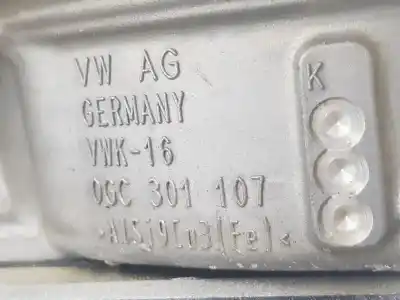 VW AG
K
GERMANY
VWK-16
0GC 301 107
>AlSi9Cu3(Fe)<